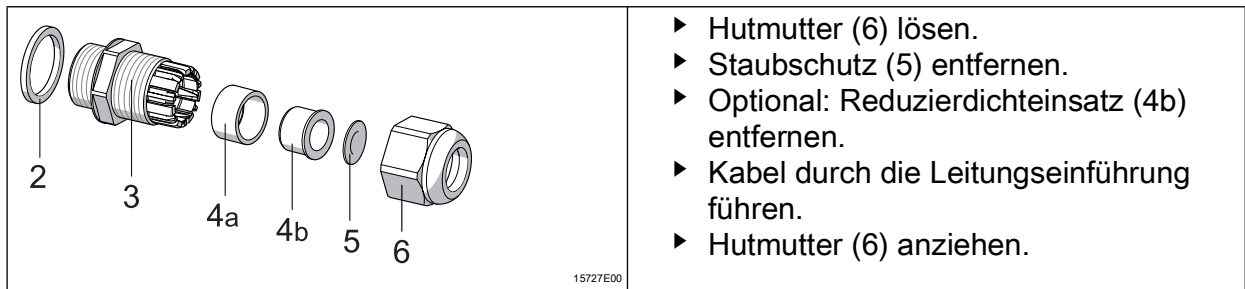 2
3
4a
4b
5
6
15727E00
▶ Hutmutter (6) lösen.
▶ Staubschutz (5) entfernen.
▶ Optional: Reduzierdichteinsatz (4b)
entfernen.
▶ Kabel durch die Leitungseinführung
führen.
▶ Hutmutter (6) anziehen.